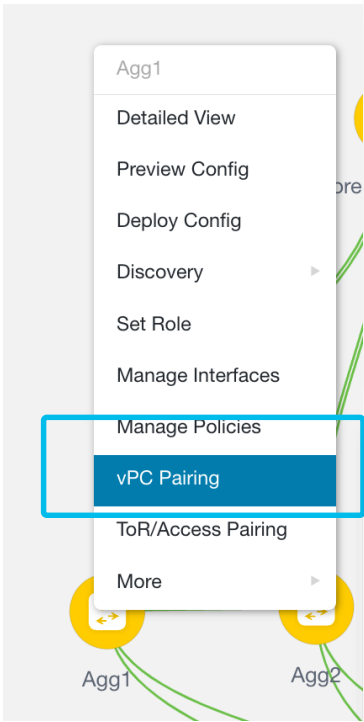 Agg1
Detailed View
Preview Config
ore
Deploy Config
Discovery
Set Role
Manage Interfaces
Manage Policies
vPC Pairing
ToR/Access Pairing
More
Agg1
Agg2